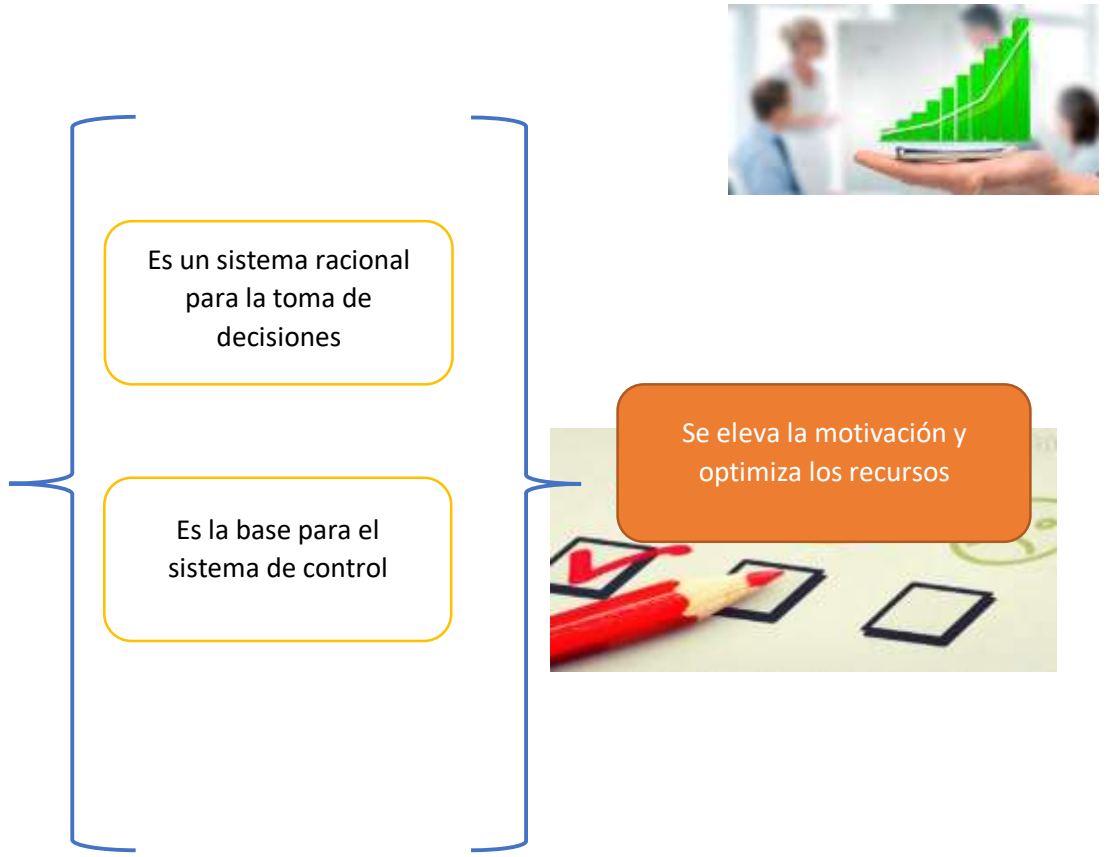 Es un sistema racional
para la toma de
decisiones
Es la base para el
sistema de control
Se eleva la motivación y
optimiza los recursos